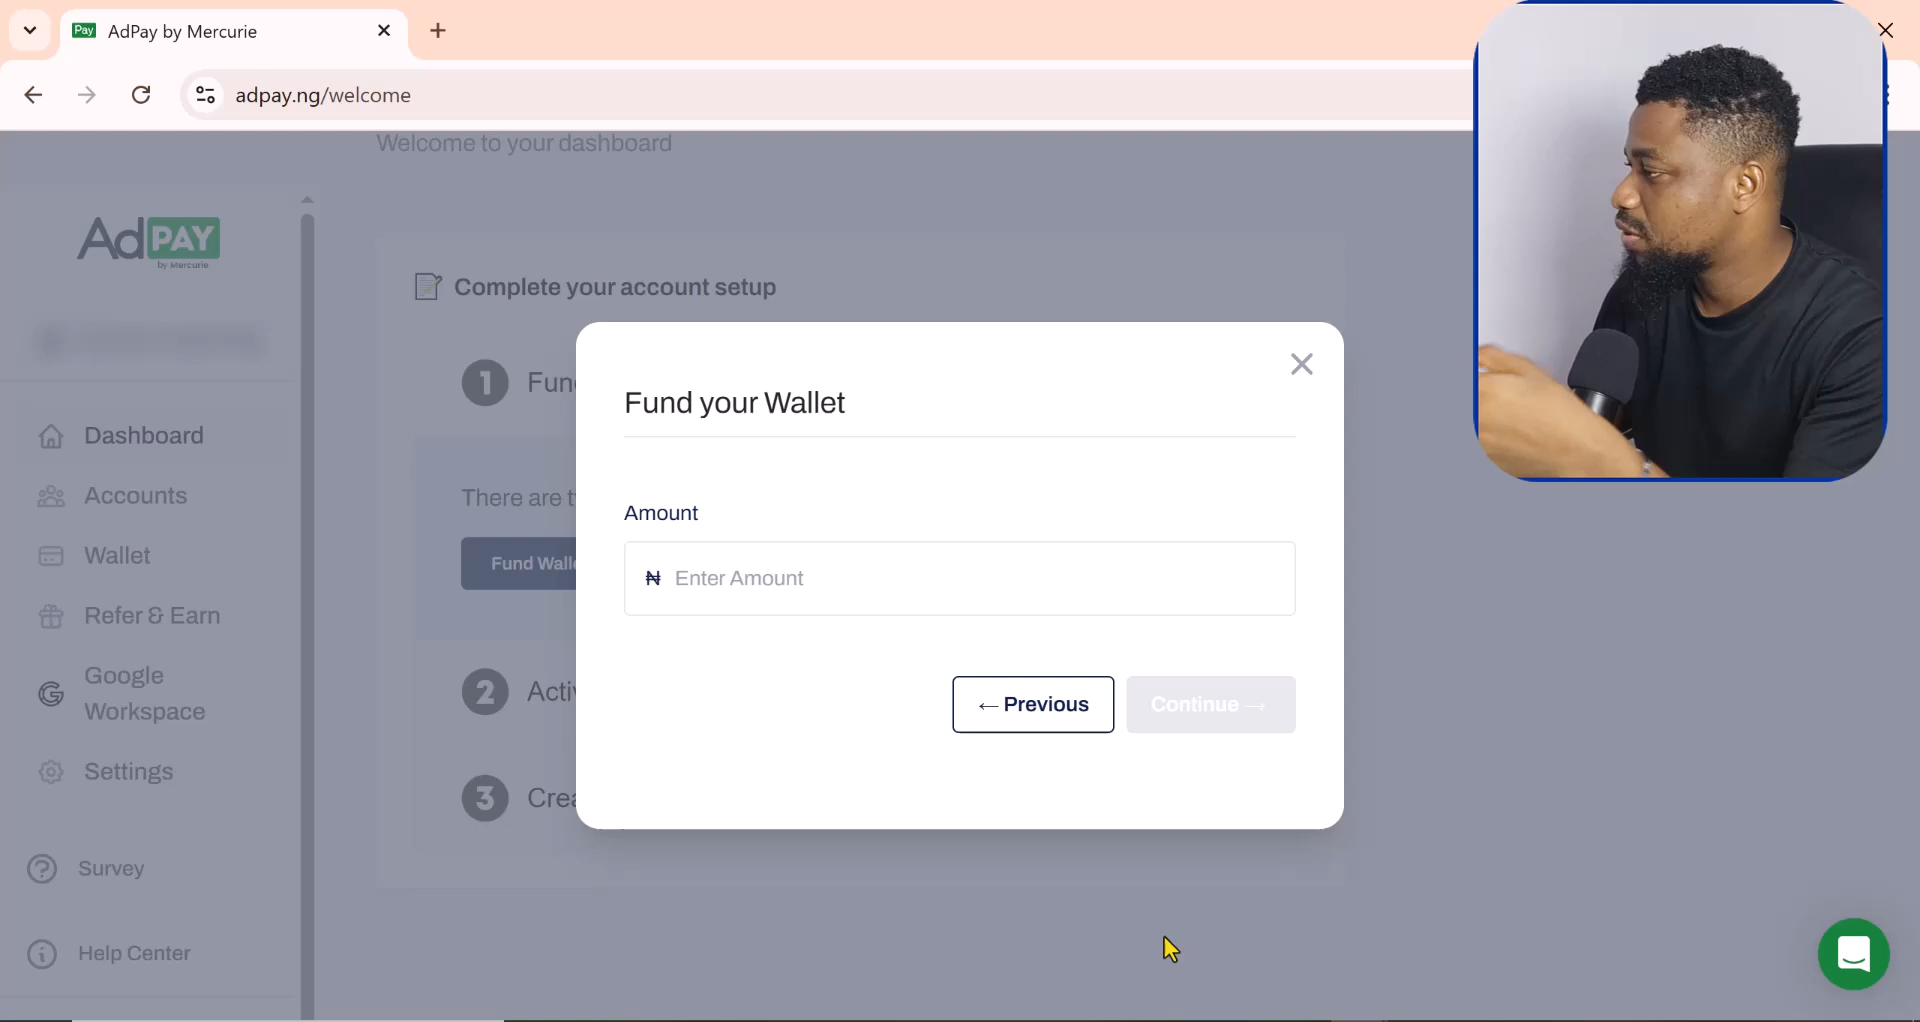 Pay AdPay by Mercurie
adpay.ng/welcome
Welcome to your dashboard
AdPAY
by Mercurie
Dashboard
Accounts
Wallet
Refer & Earn
Google
Workspace
Settings
Survey
Help Center
Complete your account setup
1 Fun
There are t
Fund Wall
2 Acti
3 Crea
Fund your Wallet
Amount
₦ Enter Amount
← Previous
Continue →